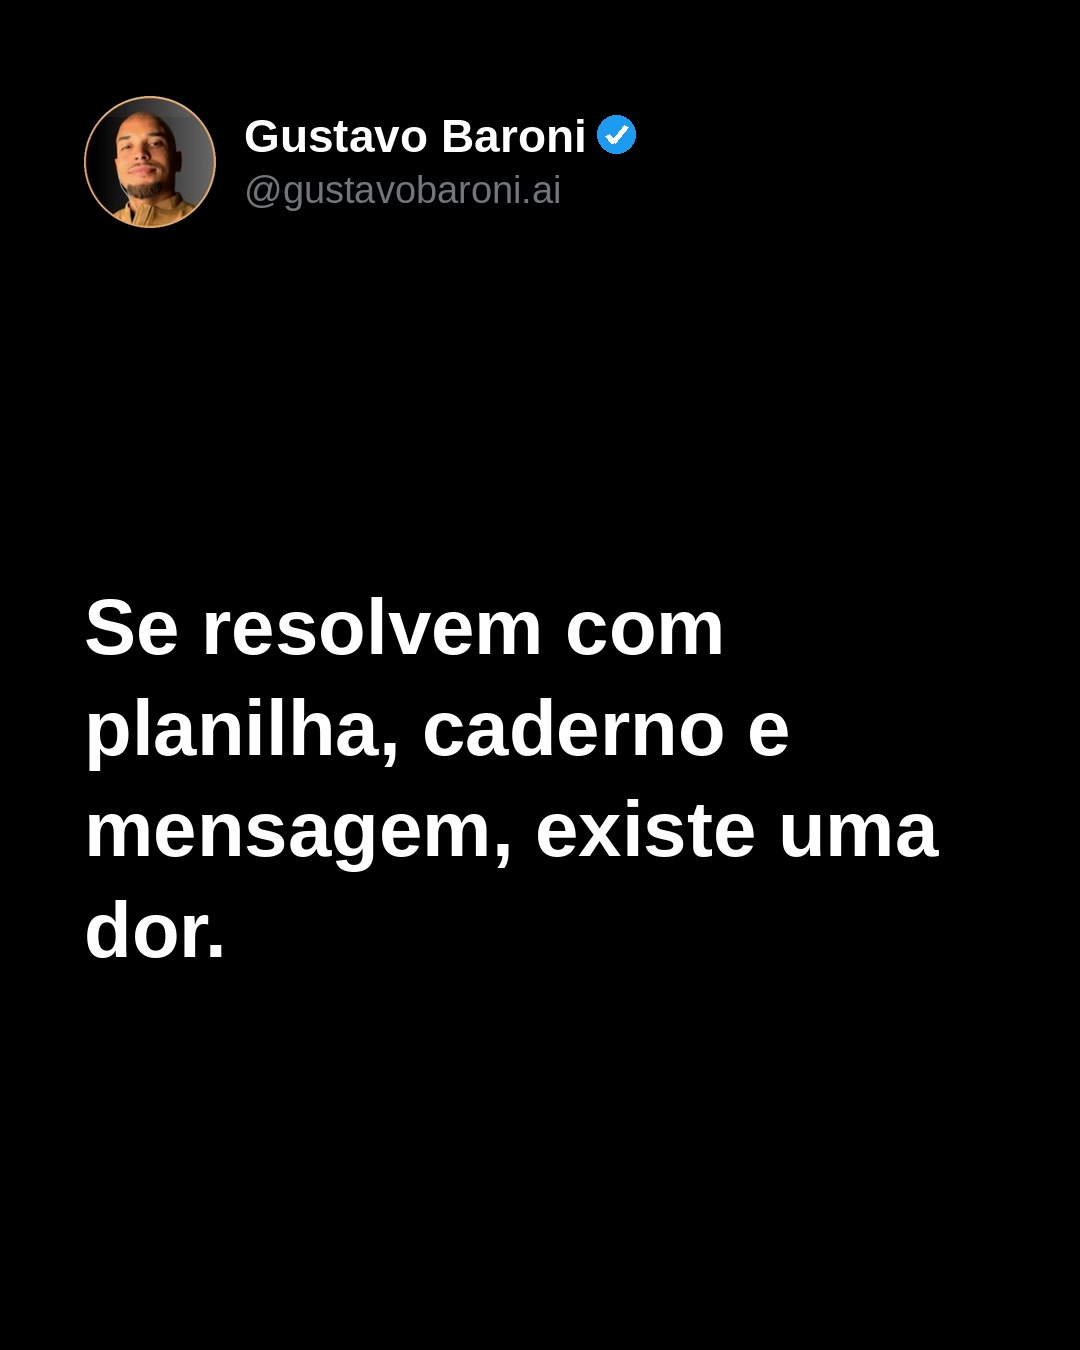 Gustavo Baroni
@gustavobaroni.ai
Se resolvem com
planilha, caderno e
mensagem, existe uma
dor.